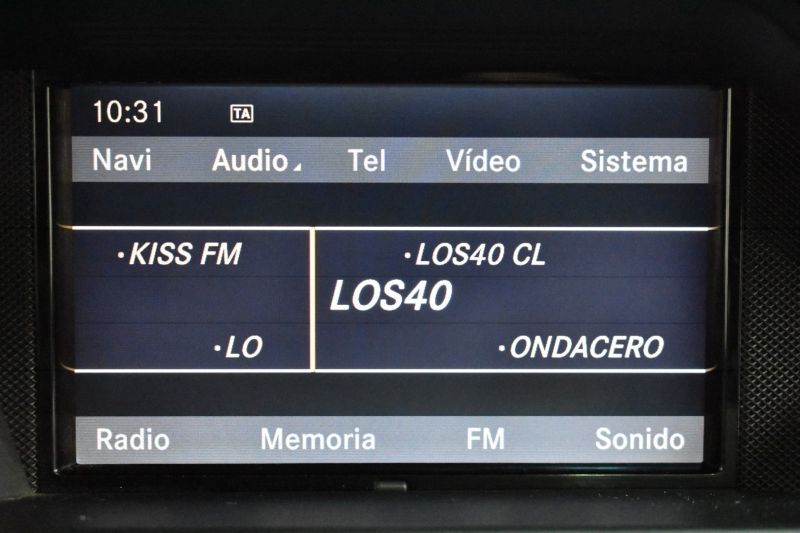 10:31 TA
Navi Audio Tel Vídeo Sistema
·KISS FM ·LOS40 CL
LOS40
·LO ·ONDACERO
Radio Memoria FM Sonido